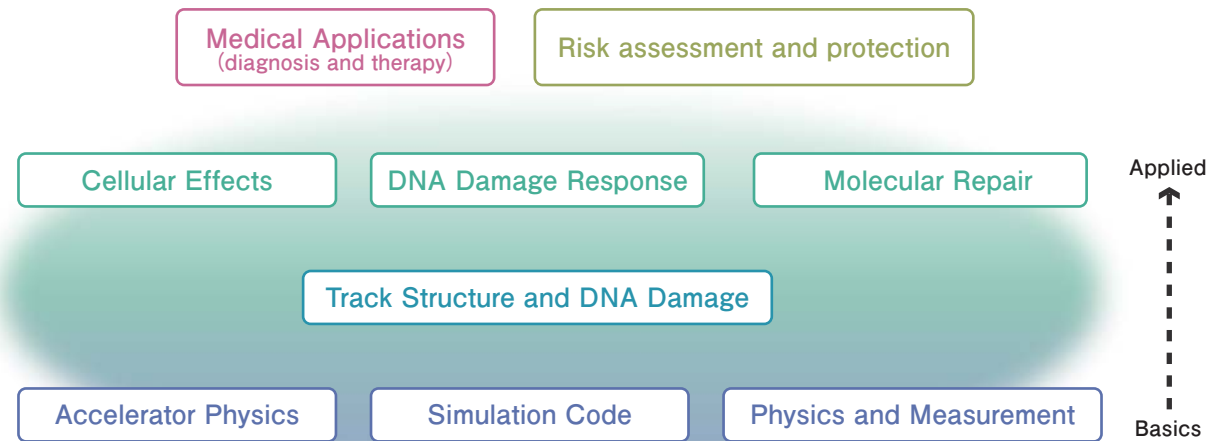 Medical Applications
(diagnosis and therapy)
Risk assessment and protection
Cellular Effects
DNA Damage Response
Molecular Repair
Applied
Track Structure and DNA Damage
Accelerator Physics
Simulation Code
Physics and Measurement
Basics